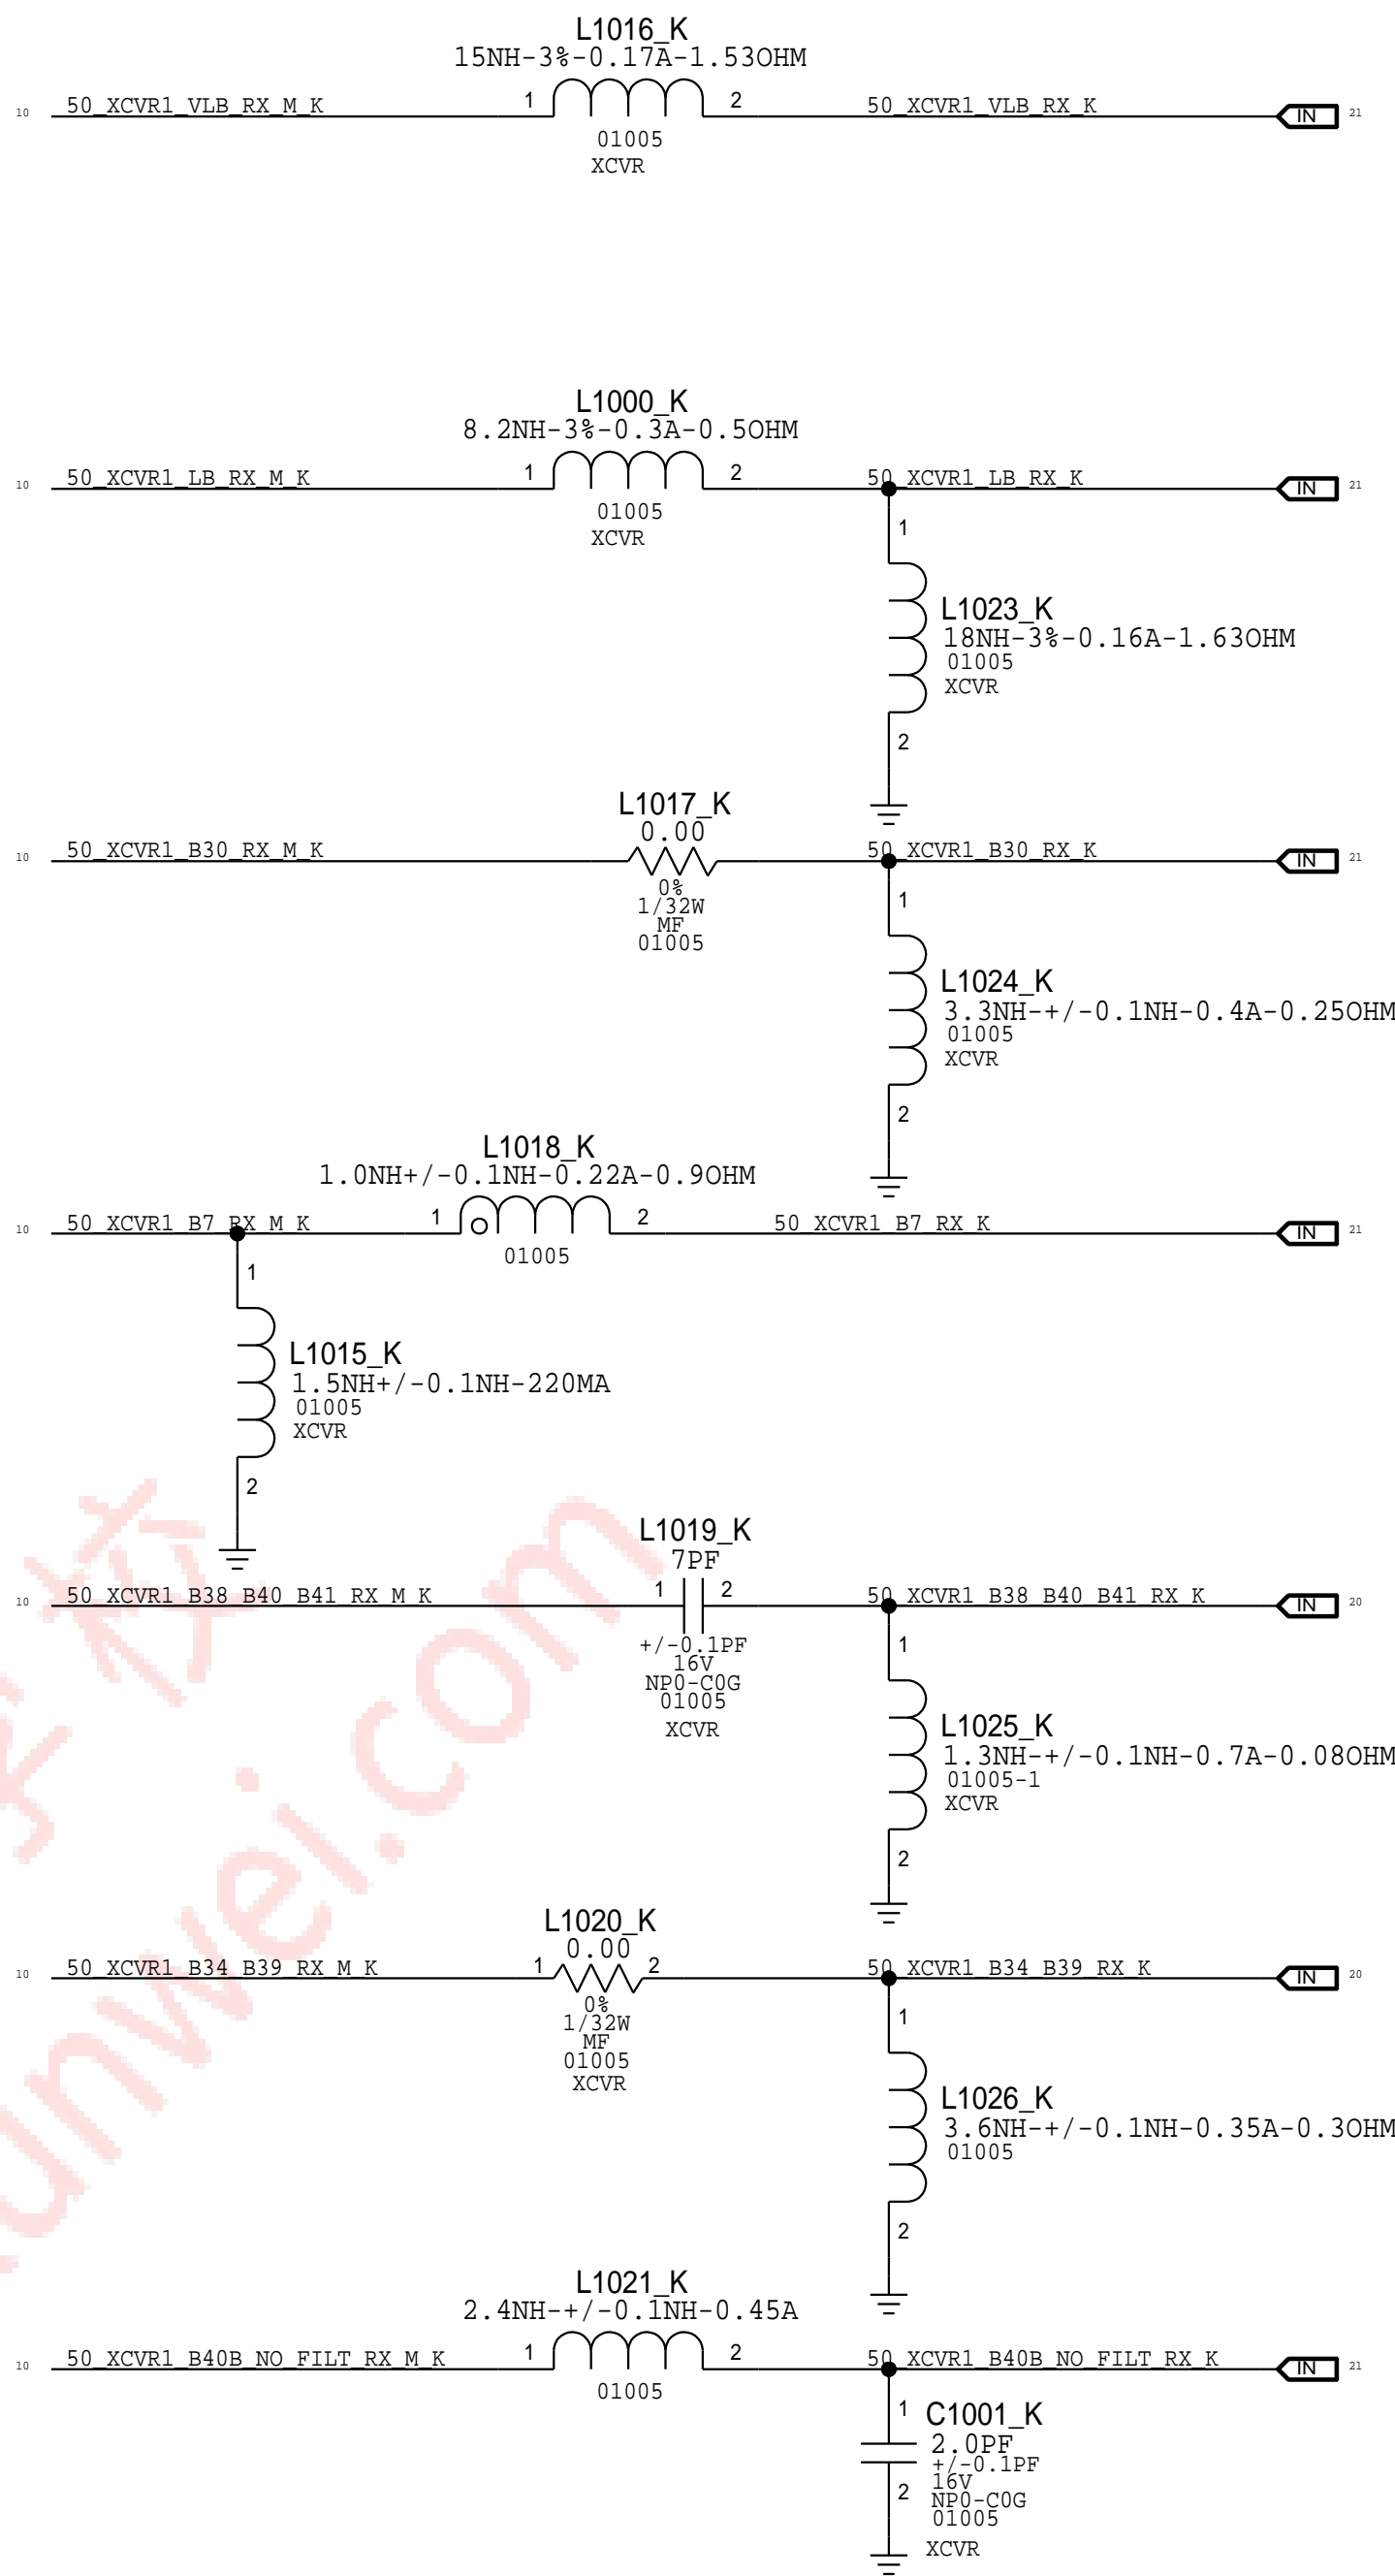 L1016_K
15NH-3%-0.17A-1.53OHM
10 50_XCVR1_VLB_RX_M_K 1 2 50_XCVR1_VLB_RX_K IN 21
01005
XCVR
L1000_K
8.2NH-3%-0.3A-0.5OHM
10 50_XCVR1_LB_RX_M_K 1 2 50_XCVR1_LB_RX_K IN 21
01005
XCVR
1
L1023_K
18NH-3%-0.16A-1.63OHM
01005
XCVR
2
L1017_K
0.00
10 50_XCVR1_B30_RX_M_K 50_XCVR1_B30_RX_K IN 21
0%
1/32W
MF
01005
1
L1024_K
3.3NH-+/-0.1NH-0.4A-0.25OHM
01005
XCVR
2
L1018_K
1.0NH+/-0.1NH-0.22A-0.9OHM
10 50_XCVR1_B7_RX_M_K 1 2 50_XCVR1_B7_RX_K IN 21
01005
1
L1015_K
1.5NH+/-0.1NH-220MA
01005
XCVR
2
L1019_K
7PF
10 50_XCVR1_B38_B40_B41_RX_M_K 1 2 50_XCVR1_B38_B40_B41_RX_K IN 20
+/-0.1PF
16V
NP0-C0G
01005
XCVR
1
L1025_K
1.3NH-+/-0.1NH-0.7A-0.08OHM
01005-1
XCVR
2
L1020_K
0.00
10 50_XCVR1_B34_B39_RX_M_K 1 2 50_XCVR1_B34_B39_RX_K IN 20
0%
1/32W
MF
01005
XCVR
1
L1026_K
3.6NH-+/-0.1NH-0.35A-0.3OHM
01005
2
L1021_K
2.4NH-+/-0.1NH-0.45A
10 50_XCVR1_B40B_NO_FILT_RX_M_K 1 2 50_XCVR1_B40B_NO_FILT_RX_K IN 21
01005
1
C1001_K
2.0PF
+/-0.1PF
16V
2
NP0-C0G
01005
XCVR
unwei.com